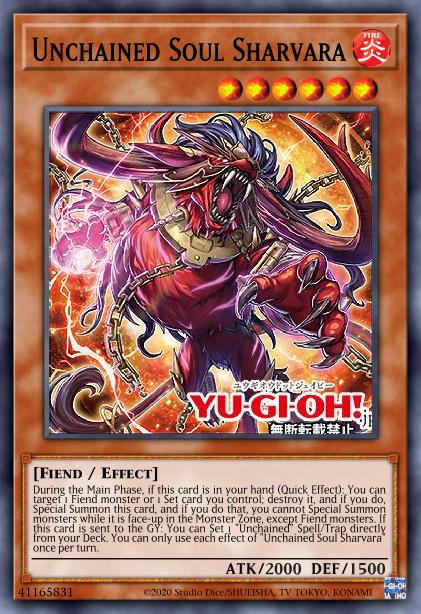 UNCHAINED SOUL SHARVARA
FIRE
炎
ユウギオウドットジェイピー
YU-GI-OH!
無断転載禁止
[FIEND / EFFECT]
During the Main Phase, if this card is in your hand (Quick Effect): You can
target 1 Fiend monster or 1 Set card you control; destroy it, and if you do,
Special Summon this card, and if you do that, you cannot Special Summon
monsters while it is face-up in the Monster Zone, except Fiend monsters. If
this card is sent to the GY: You can Set 1 "Unchained" Spell/Trap directly
from your Deck. You can only use each effect of "Unchained Soul Sharvara"
once per turn.
ATK/2000 DEF/1500
41165831 ©2020 Studio Dice/SHUEISHA, TV TOKYO, KONAMI